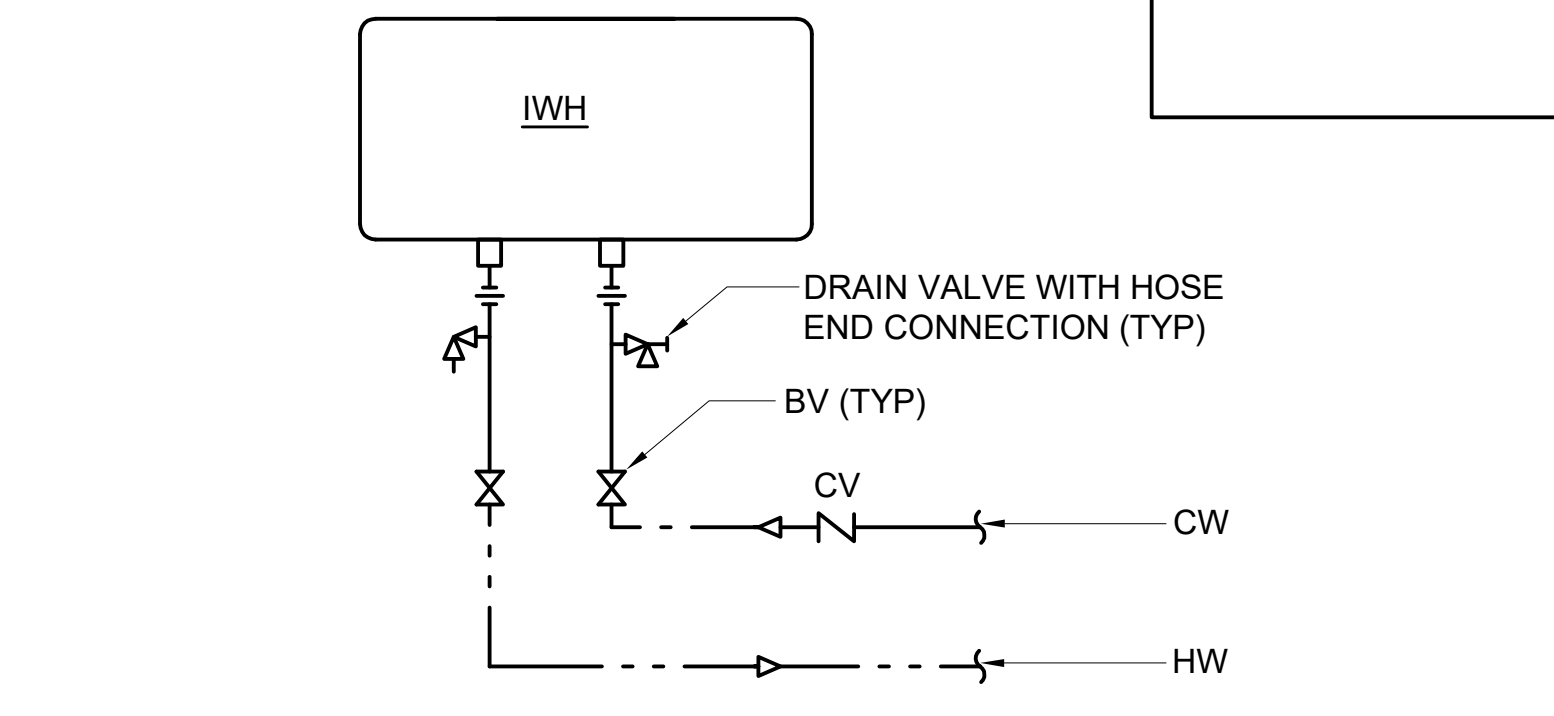 IWH
DRAIN VALVE WITH HOSE
END CONNECTION (TYP)
BV (TYP)
CV
CW
HW